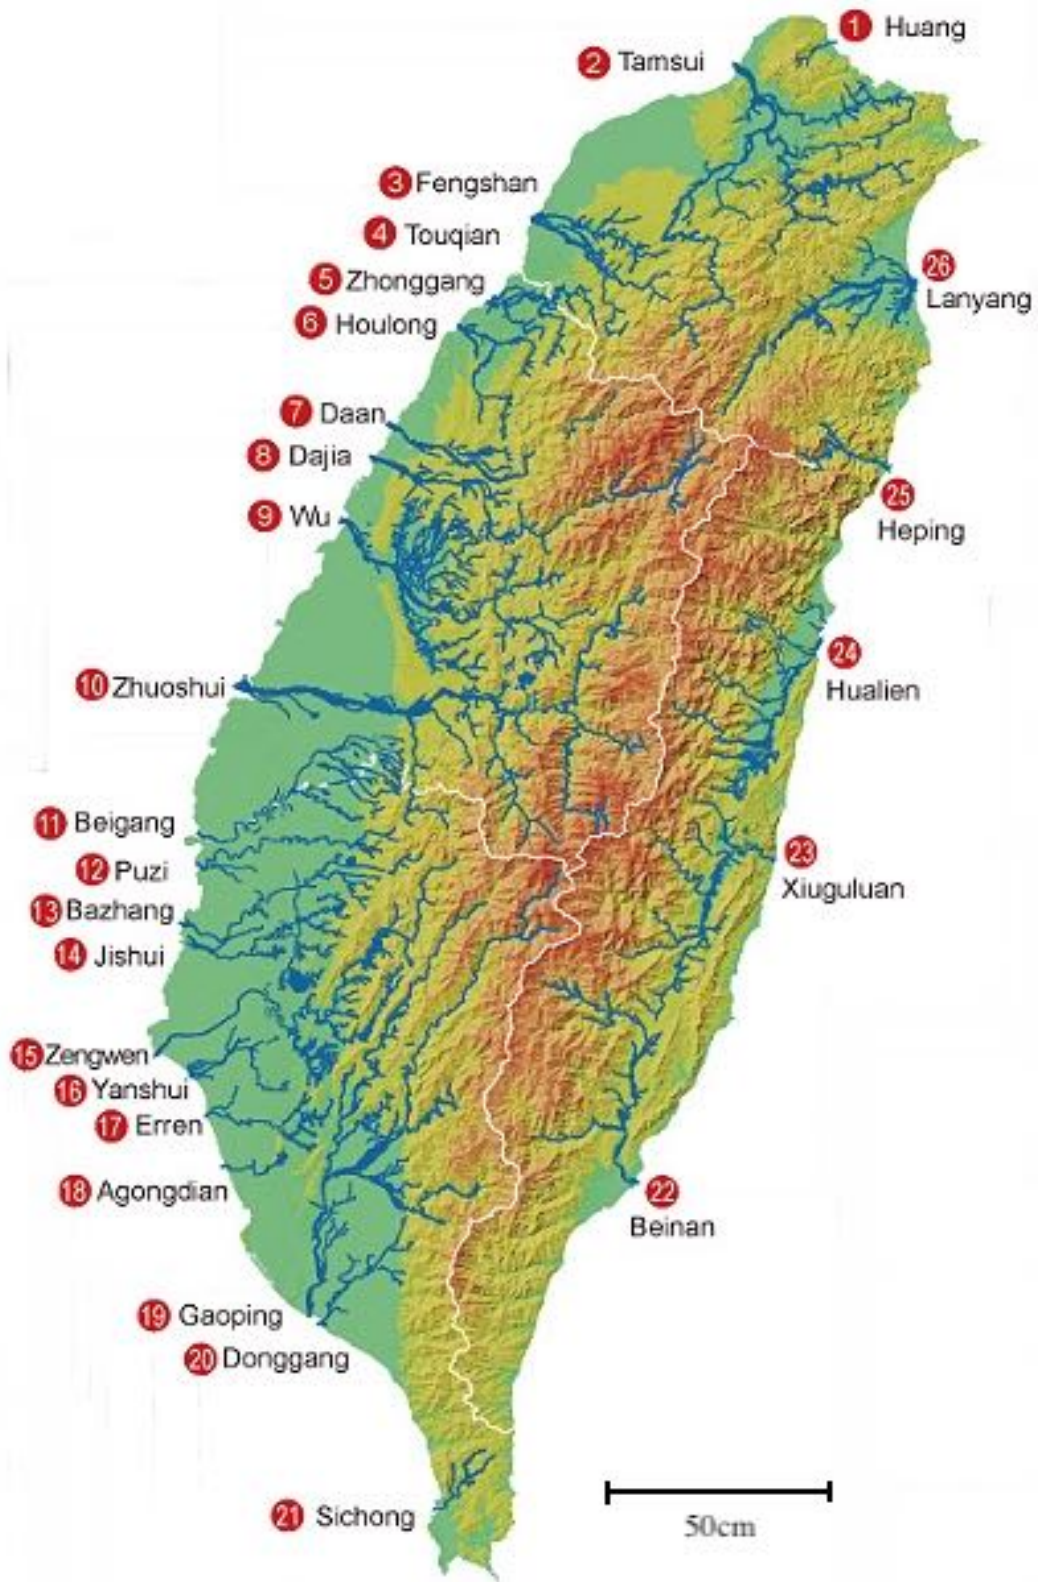 1 Huang
2 Tamsui
3 Fengshan
4 Touqian
5 Zhonggang
6 Houlong
7 Daan
8 Dajia
9 Wu
10 Zhuoshui
11 Beigang
12 Puzi
13 Bazhang
14 Jishui
15 Zengwen
16 Yanshui
17 Erren
18 Agongdian
19 Gaoping
20 Donggang
21 Sichong
22
Beinan
23
Xiuguluan
24
Hualien
25
Heping
26
Lanyang
50cm